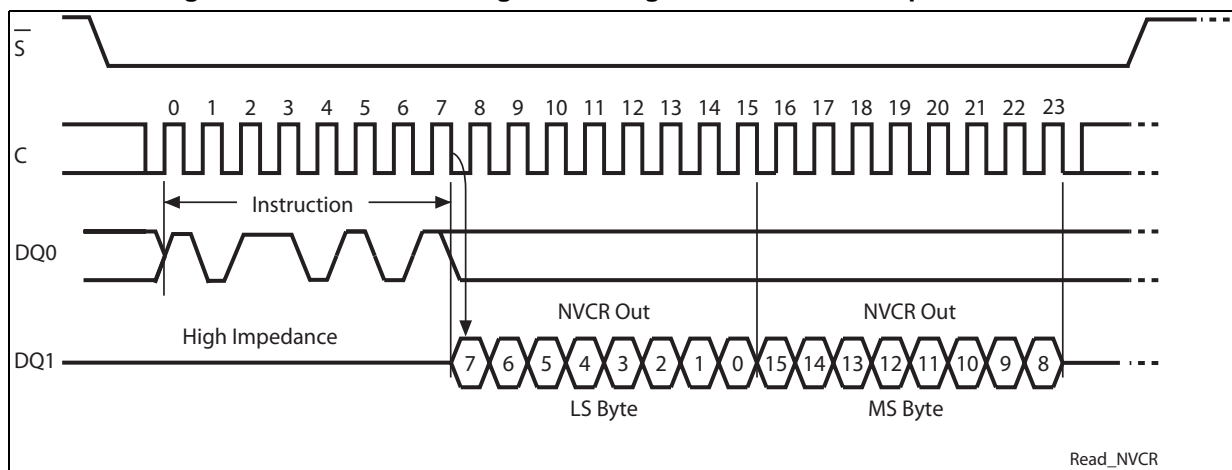 S
0 1 2 3 4 5 6 7 8 9 10 11 12 13 14 15 16 17 18 19 20 21 22 23
C
Instruction
DQ0
High Impedance
NVCR Out NVCR Out
DQ1
7 6 5 4 3 2 1 0 15 14 13 12 11 10 9 8
LS Byte MS Byte
Read_NVCR